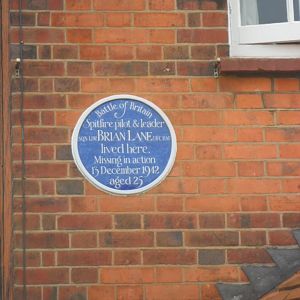 Battle of Britain
Spitfire pilot & leader
SQN LDR BRIAN LANE DFC RAF
lived here.
Missing in action
13 December 1942
aged 25